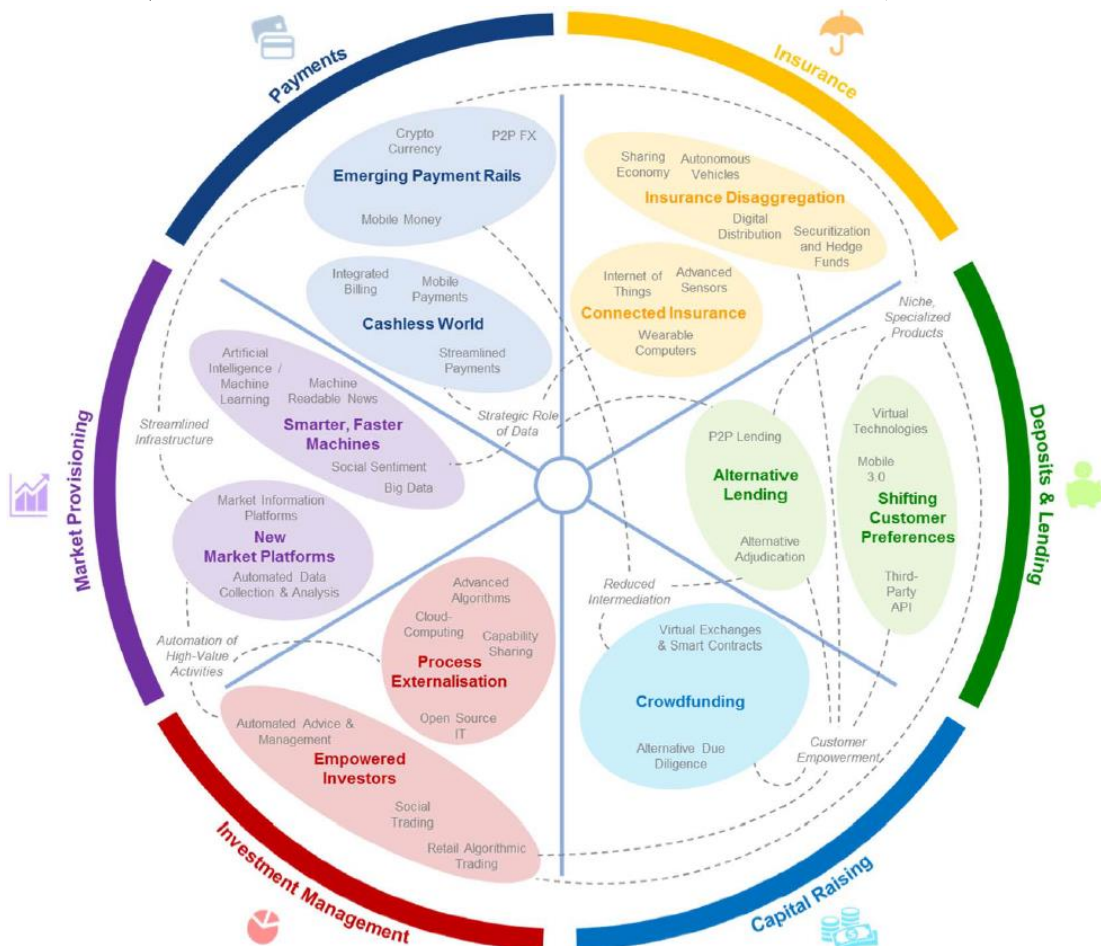 Payments
Crypto
Currency
P2P FX
Emerging Payment Rails
Mobile Money
Integrated
Billing
Mobile
Payments
Cashless World
Streamlined
Payments
Insurance
Sharing
Economy
Autonomous
Vehicles
Insurance Disaggregation
Digital
Distribution
Securitization
and Hedge
Funds
Internet of
Things
Advanced
Sensors
Connected Insurance
Wearable
Computers
Niche,
Specialized
Products
Deposits & Lending
P2P Lending
Alternative
Lending
Alternative
Adjudication
Virtual
Technologies
Mobile
3.0
Shifting
Customer
Preferences
Third-
Party
API
Market Provisioning
Artificial
Intelligence /
Machine
Learning
Machine
Readable News
Smarter, Faster
Machines
Social Sentiment
Big Data
Streamlined
Infrastructure
Strategic Role
of Data
Market Information
Platforms
New
Market Platforms
Automated Data
Collection & Analysis
Automation of
High-Value
Activities
Reduced
Intermediation
Investment Management
Advanced
Algorithms
Cloud-
Computing
Capability
Sharing
Process
Externalisation
Open Source
IT
Automated Advice &
Management
Empowered
Investors
Social
Trading
Retail Algorithmic
Trading
Capital Raising
Virtual Exchanges
& Smart Contracts
Crowdfunding
Alternative Due
Diligence
Customer
Empowerment